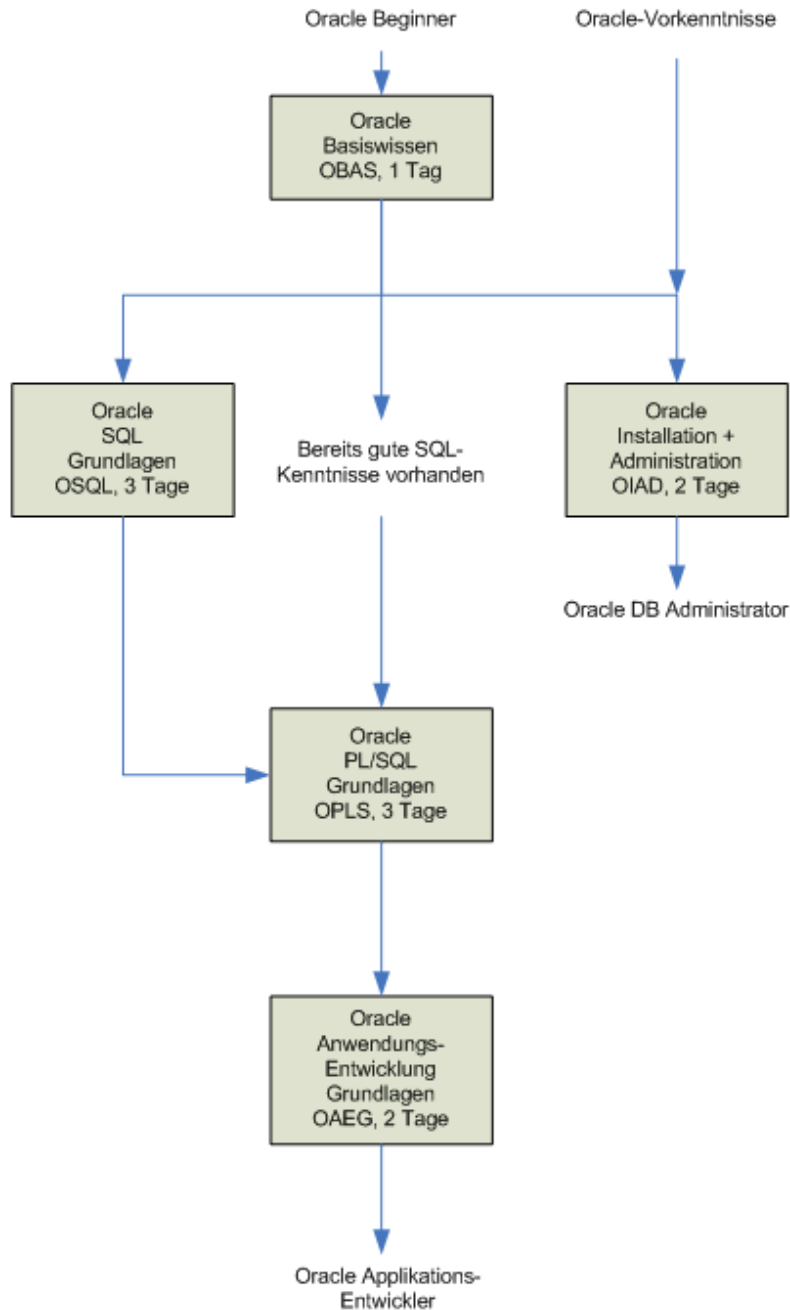 Oracle Beginner
Oracle-Vorkenntnisse
Oracle
Basiswissen
OBAS, 1 Tag
Oracle
SQL
Grundlagen
OSQL, 3 Tage
Bereits gute SQL-
Kenntnisse vorhanden
Oracle
Installation +
Administration
OIAD, 2 Tage
Oracle DB Administrator
Oracle
PL/SQL
Grundlagen
OPLS, 3 Tage
Oracle
Anwendungs-
Entwicklung
Grundlagen
OAEG, 2 Tage
Oracle Applikations-
Entwickler